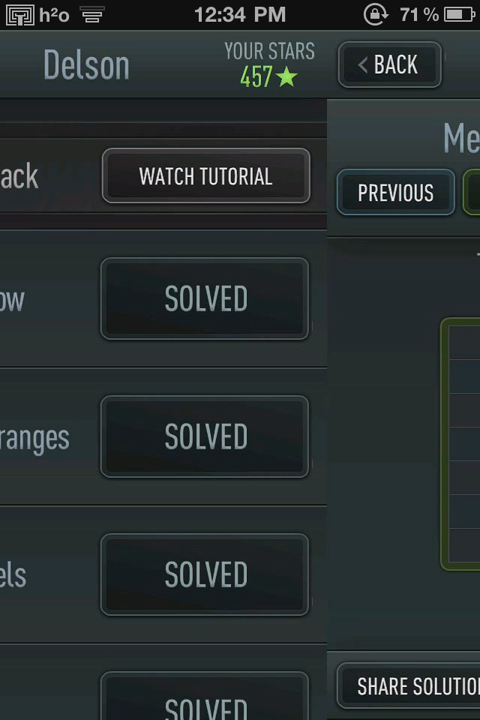 h²o 12:34 PM 71%
Delson
YOUR STARS
457★
BACK
Me
ack
WATCH TUTORIAL
PREVIOUS
ow
SOLVED
ranges
SOLVED
els
SOLVED
SOLVED
SHARE SOLUTION